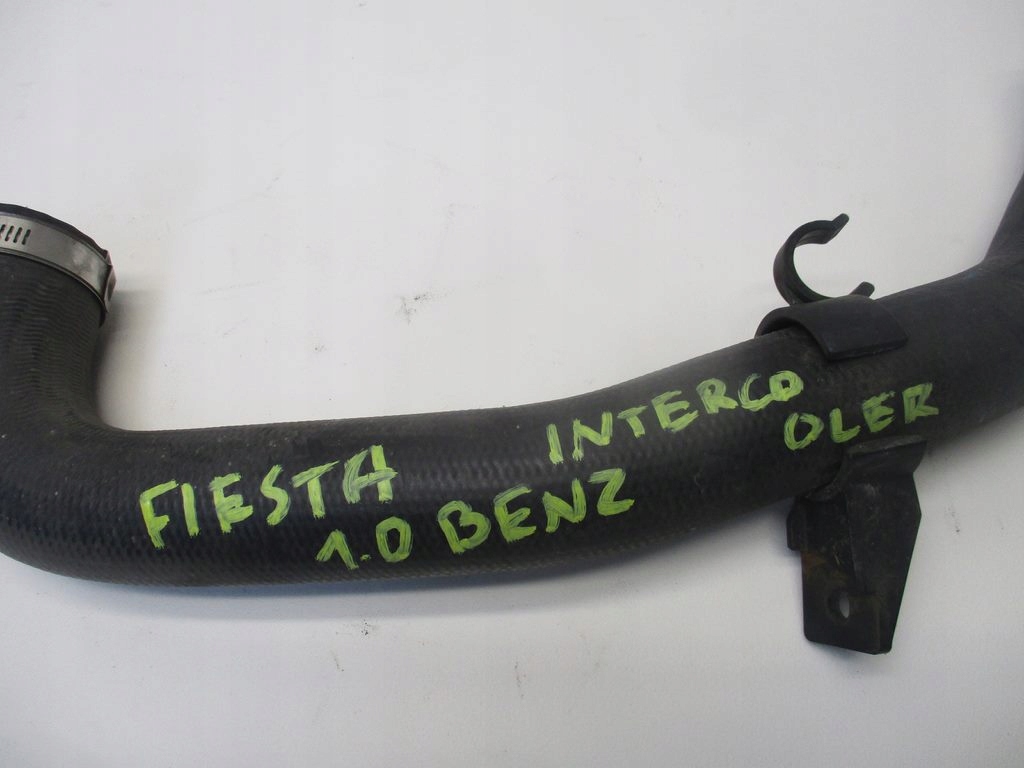 FIESTA
1.0 BENZ
INTERCO
OLER